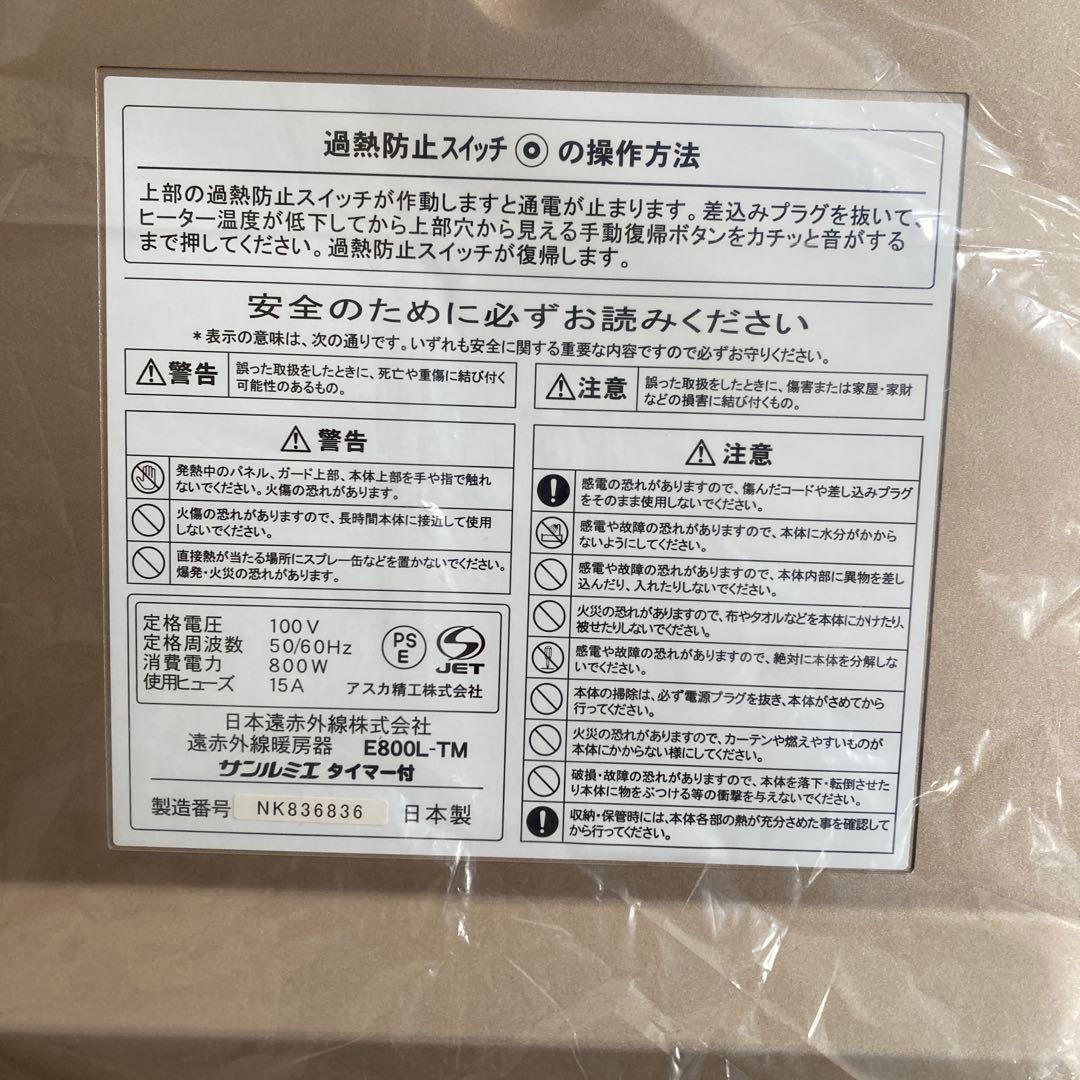 過熱防止スイッチ◎の操作方法
上部の過熱防止スイッチが作動しますと通電が止まります。差込みプラグを抜いて、
ヒーター温度が低下してから上部穴から見える手動復帰ボタンをカチッと音がする
まで押してください。過熱防止スイッチが復帰します。
安全のために必ずお読みください
*表示の意味は、次の通りです。いずれも安全に関する重要な内容ですので必ずお守りください。
警告
誤った取扱をしたときに、死亡や重傷に結び付く
可能性のあるもの。
注意
誤った取扱をしたときに、傷害または家屋・家財
などの損害に結び付くもの。
警告
発熱中のパネル、ガード上部、本体上部を手や指で触れ
ないでください。火傷の恐れがあります。
火傷の恐れがありますので、長時間本体に接近して使用
しないでください。
直接熱が当たる場所にスプレー缶などを置かないでください。
爆発・火災の恐れがあります。
注意
感電の恐れがありますので、傷んだコードや差し込みプラグ
をそのまま使用しないでください。
感電や故障の恐れがありますので、本体に水分がかから
ないようにしてください。
感電や故障の恐れがありますので、本体内部に異物を差し
込んだり、入れたりしないでください。
火災の恐れがありますので、布やタオルなどを本体にかけたり、
被せたりしないでください。
感電や故障の恐れがありますので、絶対に本体を分解しな
いでください。
本体の掃除は、必ず電源プラグを抜き、本体がさめてから
行ってください。
火災の恐れがありますので、カーテンや燃えやすいものが
本体にかからない様にしてください。
破損・故障の恐れがありますので、本体を落下・転倒させた
り本体に物をぶつける等の衝撃を与えないでください。
収納・保管時には、本体各部の熱が充分さめた事を確認して
から行ってください。
定格電圧 100V
定格周波数 50/60Hz
消費電力 800W
使用ヒューズ 15A
PS
E
JET
アスカ精工株式会社
日本遠赤外線株式会社
遠赤外線暖房器 E800L-TM
サンルミエ タイマー付
製造番号 NK836836 日本製